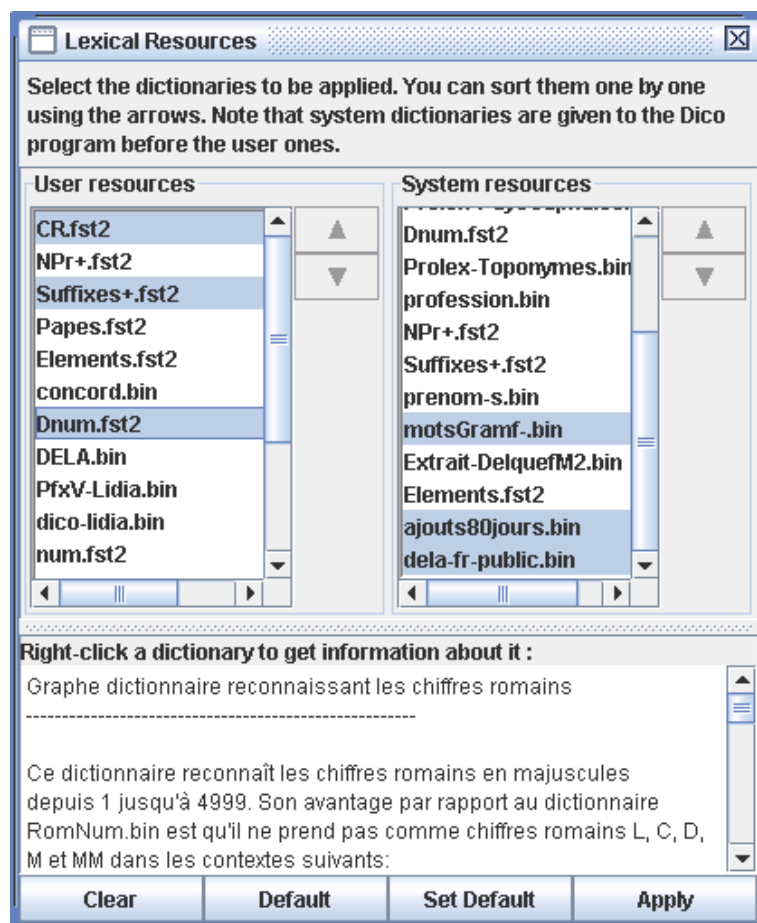 Lexical Resources
Select the dictionaries to be applied. You can sort them one by one
using the arrows. Note that system dictionaries are given to the Dico
program before the user ones.
User resources
CR.fst2
NPr+.fst2
Suffixes+.fst2
Papes.fst2
Elements.fst2
concord.bin
Dnum.fst2
DELA.bin
PfxV-Lidia.bin
dico-lidia.bin
num.fst2
System resources
Dnum.fst2
Prolex-Toponymes.bin
profession.bin
NPr+.fst2
Suffixes+.fst2
prenom-s.bin
motsGramf-.bin
Extrait-DelquefM2.bin
Elements.fst2
ajouts80jours.bin
dela-fr-public.bin
Right-click a dictionary to get information about it :
Graphe dictionnaire reconnaissant les chiffres romains
------------------------------------------------------
Ce dictionnaire reconnaît les chiffres romains en majuscules
depuis 1 jusqu'à 4999. Son avantage par rapport au dictionnaire
RomNum.bin est qu'il ne prend pas comme chiffres romains L, C, D,
M et MM dans les contextes suivants:
Clear Default Set Default Apply